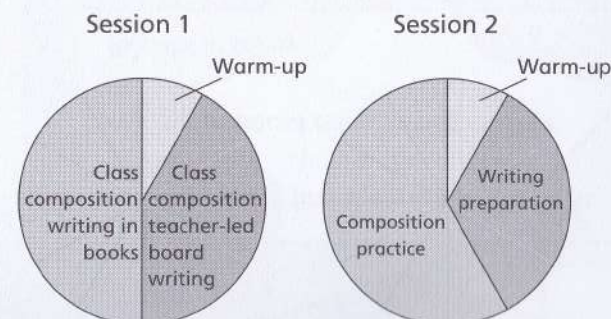 Session 1
Warm-up
Class
composition
writing in
books
Class
composition
teacher-led
board
writing
Session 2
Warm-up
Writing
preparation
Composition
practice